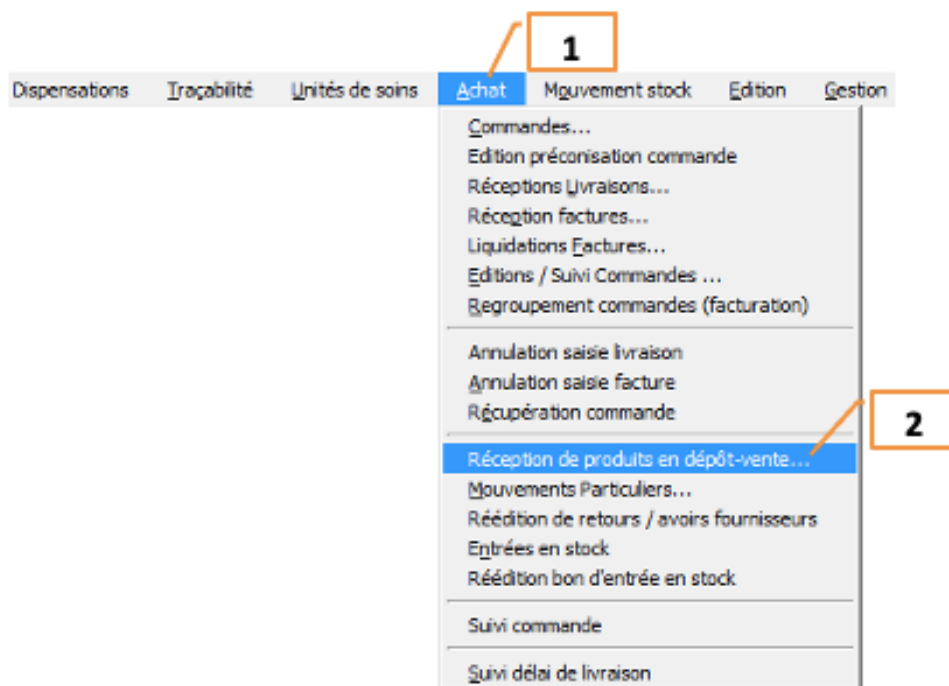 1
Dispensations Traçabilité Unités de soins Achat Mouvement stock Edition Gestion
Commandes...
Edition préconisation commande
Réceptions Livraisons...
Réception factures...
Liquidations Factures...
Editions / Suivi Commandes ...
Regroupement commandes (facturation)
Annulation saisie livraison
Annulation saisie facture
Récupération commande
2
Réception de produits en dépôt-vente...
Mouvements Particuliers...
Réédition de retours / avoirs fournisseurs
Entrées en stock
Réédition bon d'entrée en stock
Suivi commande
Suivi délai de livraison